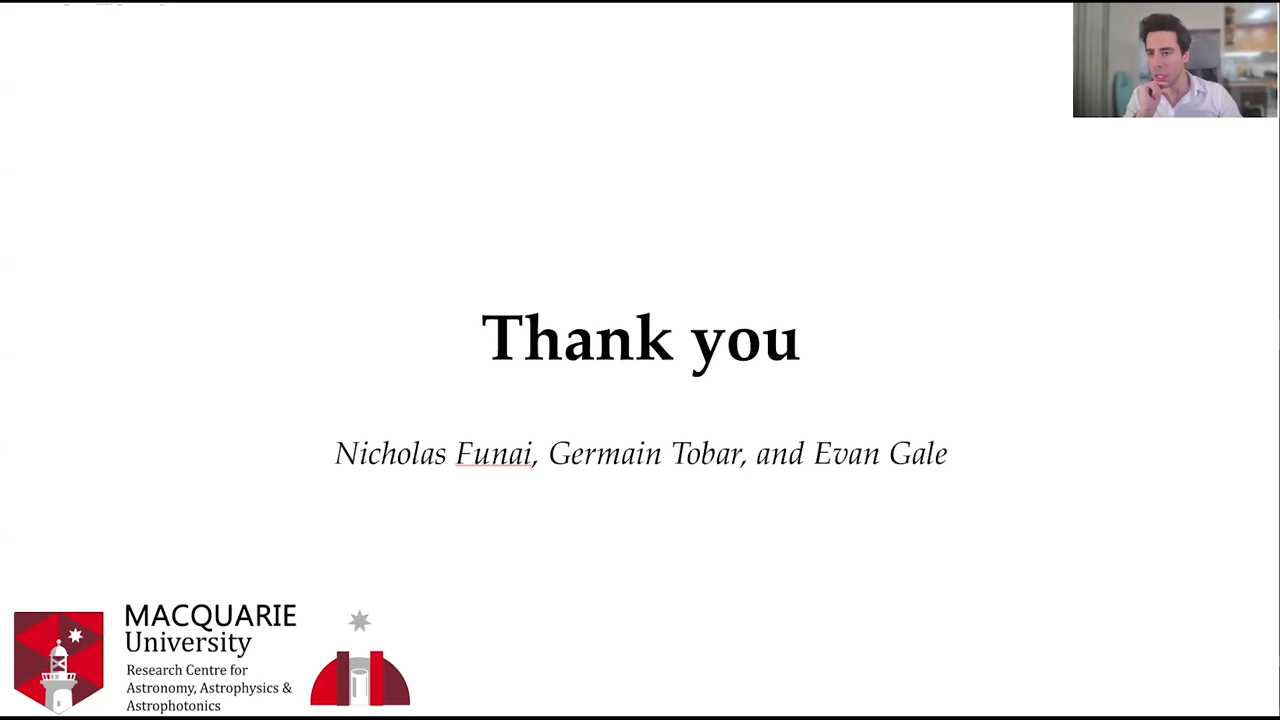 Thank you
Nicholas Funai, Germain Tobar, and Evan Gale
MACQUARIE
University
Research Centre for
Astronomy, Astrophysics &
Astrophotonics